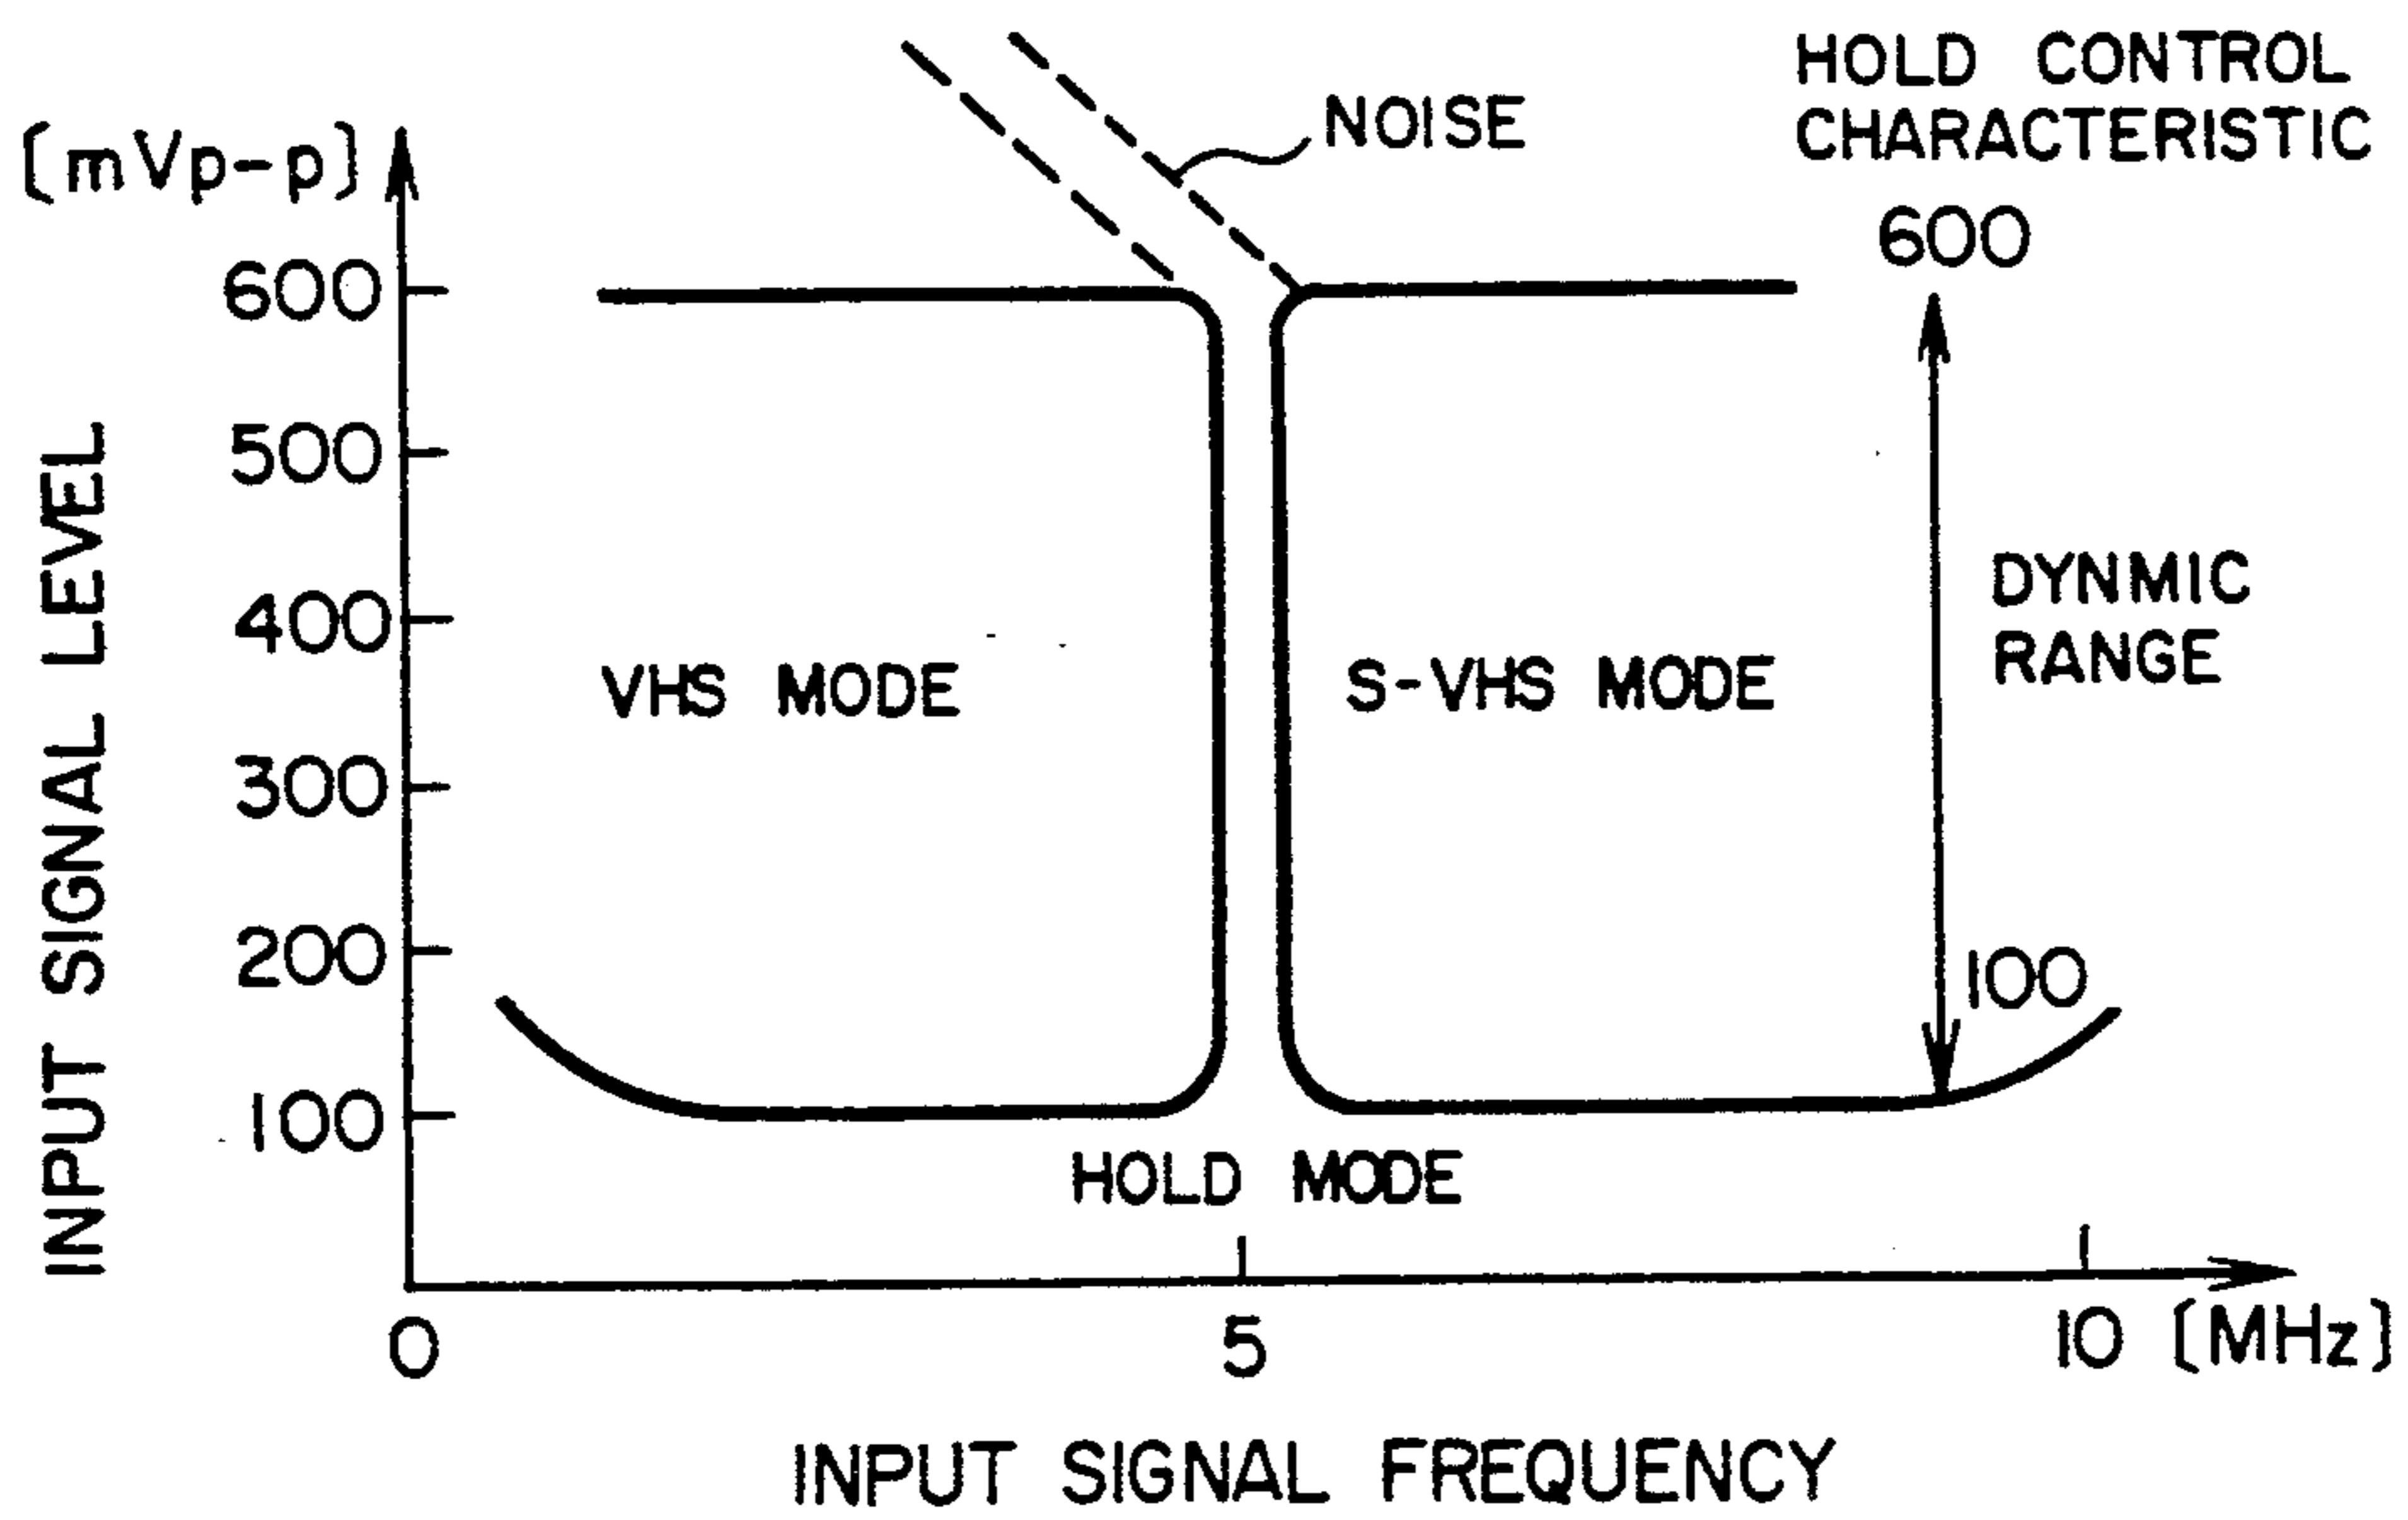 HOLD CONTROL
CHARACTERISTIC
[mVp-p]
NOISE
600
600
500
400
300
200
100
INPUT SIGNAL LEVEL
VHS MODE
S-VHS MODE
DYNMIC
RANGE
100
HOLD MODE
0
5
10 [MHz]
INPUT SIGNAL FREQUENCY